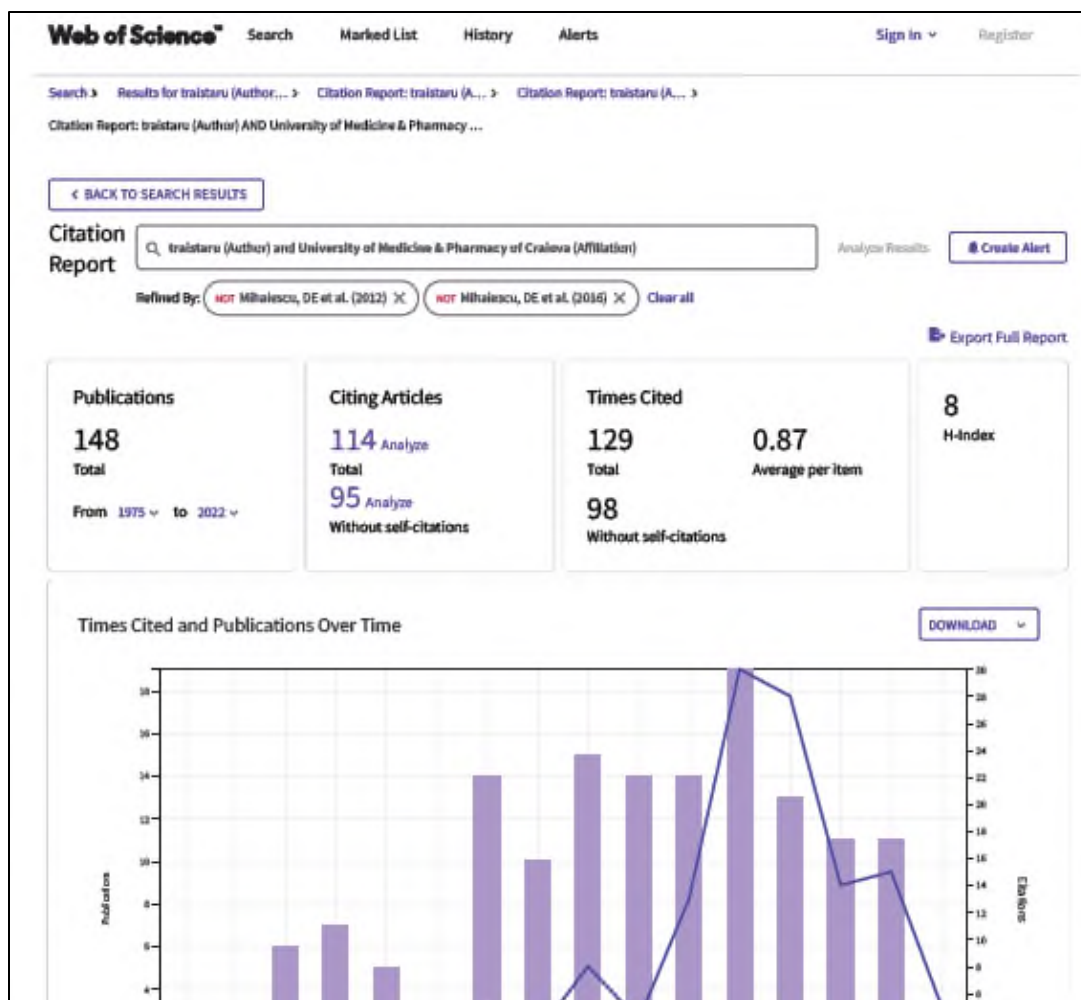 Web of Science™ Search Marked List History Alerts Sign In Register
Search > Results for traistaru (Author... > Citation Report: traistaru (A... > Citation Report: traistaru (A... >
Citation Report: traistaru (Author) AND University of Medicine & Pharmacy ...
< BACK TO SEARCH RESULTS
Citation Report
traistaru (Author) and University of Medicine & Pharmacy of Craiova (Affiliation)
Analyze Results
Create Alert
Refined By: NOT Mihaiescu, DE et al. (2012) × NOT Mihaiescu, DE et al. (2016) × Clear all
Export Full Report
Publications
148
Total
From 1975 to 2022
Citing Articles
114 Analyze
Total
95 Analyze
Without self-citations
Times Cited
129
Total
0.87
Average per item
98
Without self-citations
8
H-Index
Times Cited and Publications Over Time
DOWNLOAD
18
16
14
12
10
8
6
4
Publications
30
28
26
24
22
20
18
16
14
12
10
8
6
Citations